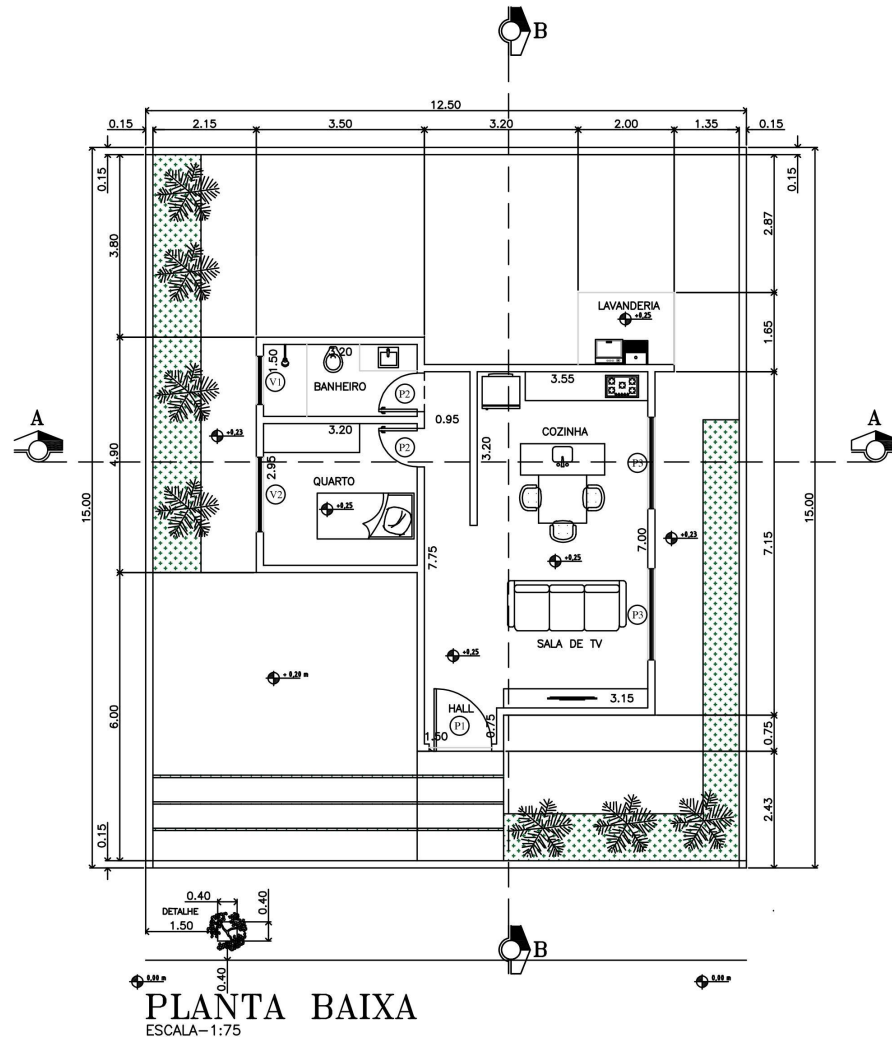 B
12.50
0.15 2.15 3.50 3.20 2.00 1.35 0.15
0.15
0.15
3.80
2.87
LAVANDERIA
+0,25
1.65
1.50
3.20
V1
BANHEIRO
P2
3.55
0.95
A
A
+0,23
3.20
P2
COZINHA
3.20
4.90
2.95
V2
QUARTO
P3
+0,25
15.00
15.00
7.00
+0,23
7.15
7.75
+0,25
P3
SALA DE TV
+0,25
+ 0,20 m
3.15
HALL
P1
1.50
0.75
0.75
6.00
2.43
0.15
0.40
DETALHE
0.40
1.50
B
0.40
0,00 m
0,00 m
PLANTA BAIXA
ESCALA-1:75